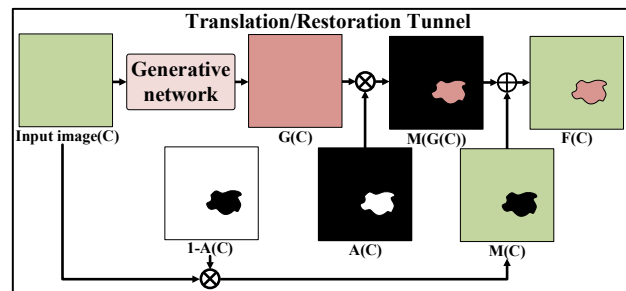 Translation/Restoration Tunnel
Generative
network
Input image(C)
G(C)
M(G(C))
F(C)
1-A(C)
A(C)
M(C)